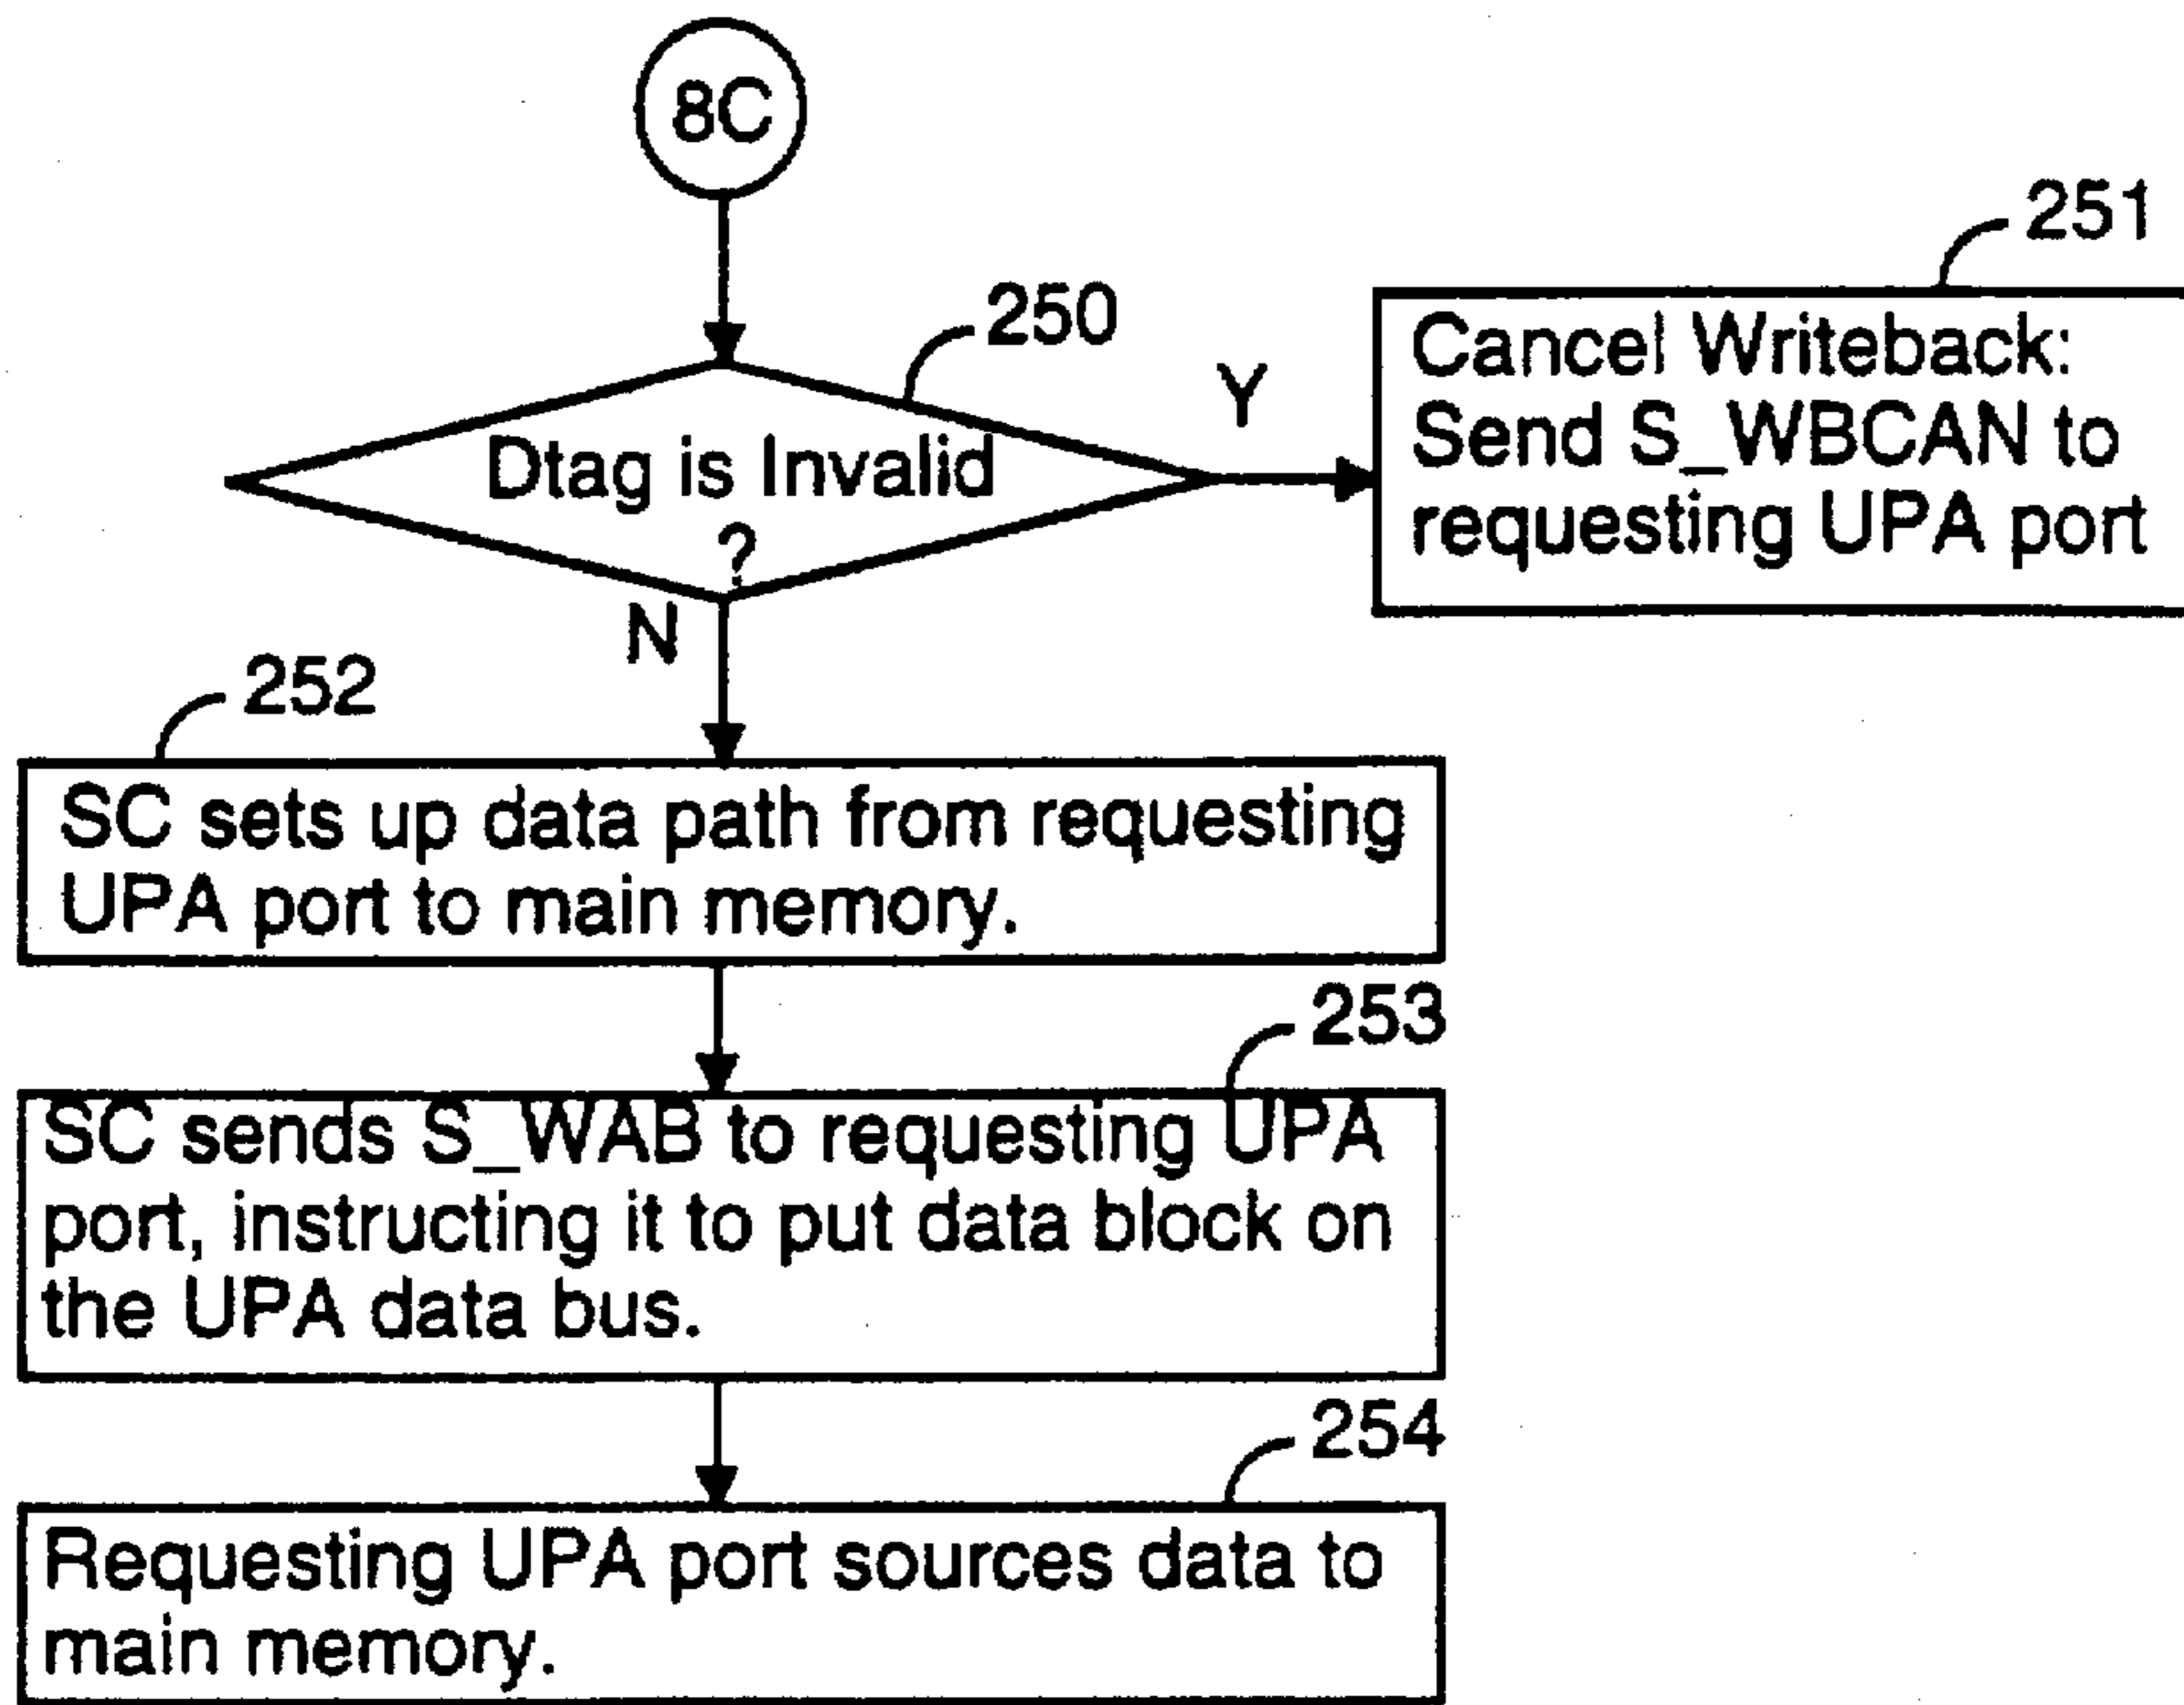 8C
251
250
Y
Cancel Writeback:
Send S_WBCAN to
requesting UPA port
Dtag is Invalid
?
N
252
SC sets up data path from requesting
UPA port to main memory.
253
SC sends S_WAB to requesting UPA
port, instructing it to put data block on
the UPA data bus.
254
Requesting UPA port sources data to
main memory.